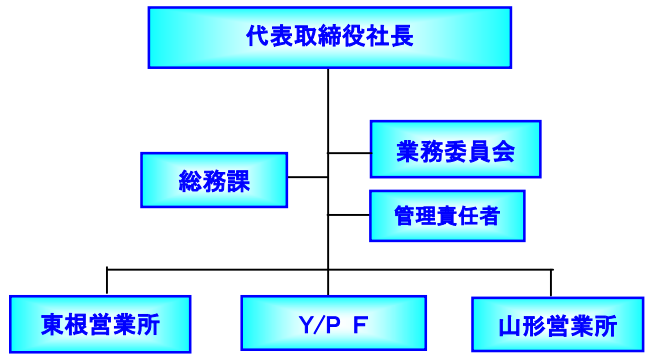 代表取締役社長
業務委員会
総務課
管理責任者
東根営業所
Y/P F
山形営業所